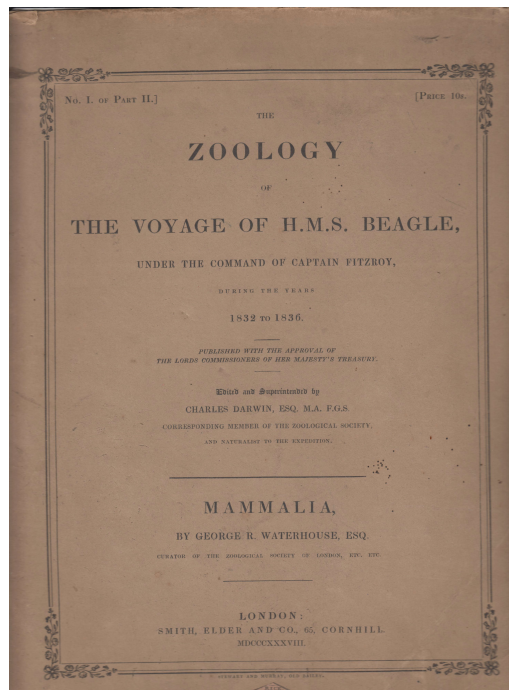 No. I. of Part II.] [Price 10s.
THE
ZOOLOGY
OF
THE VOYAGE OF H.M.S. BEAGLE,
UNDER THE COMMAND OF CAPTAIN FITZROY,
DURING THE YEARS
1832 TO 1836.
PUBLISHED WITH THE APPROVAL OF
THE LORDS COMMISSIONERS OF HER MAJESTY'S TREASURY.
Edited and Superintended by
CHARLES DARWIN, ESQ. M.A. F.G.S.
CORRESPONDING MEMBER OF THE ZOOLOGICAL SOCIETY,
AND NATURALIST TO THE EXPEDITION.
MAMMALIA,
BY GEORGE R. WATERHOUSE, ESQ.
CURATOR OF THE ZOOLOGICAL SOCIETY OF LONDON, ETC. ETC.
LONDON:
SMITH, ELDER AND CO., 65, CORNHILL.
MDCCCXXXVIII.